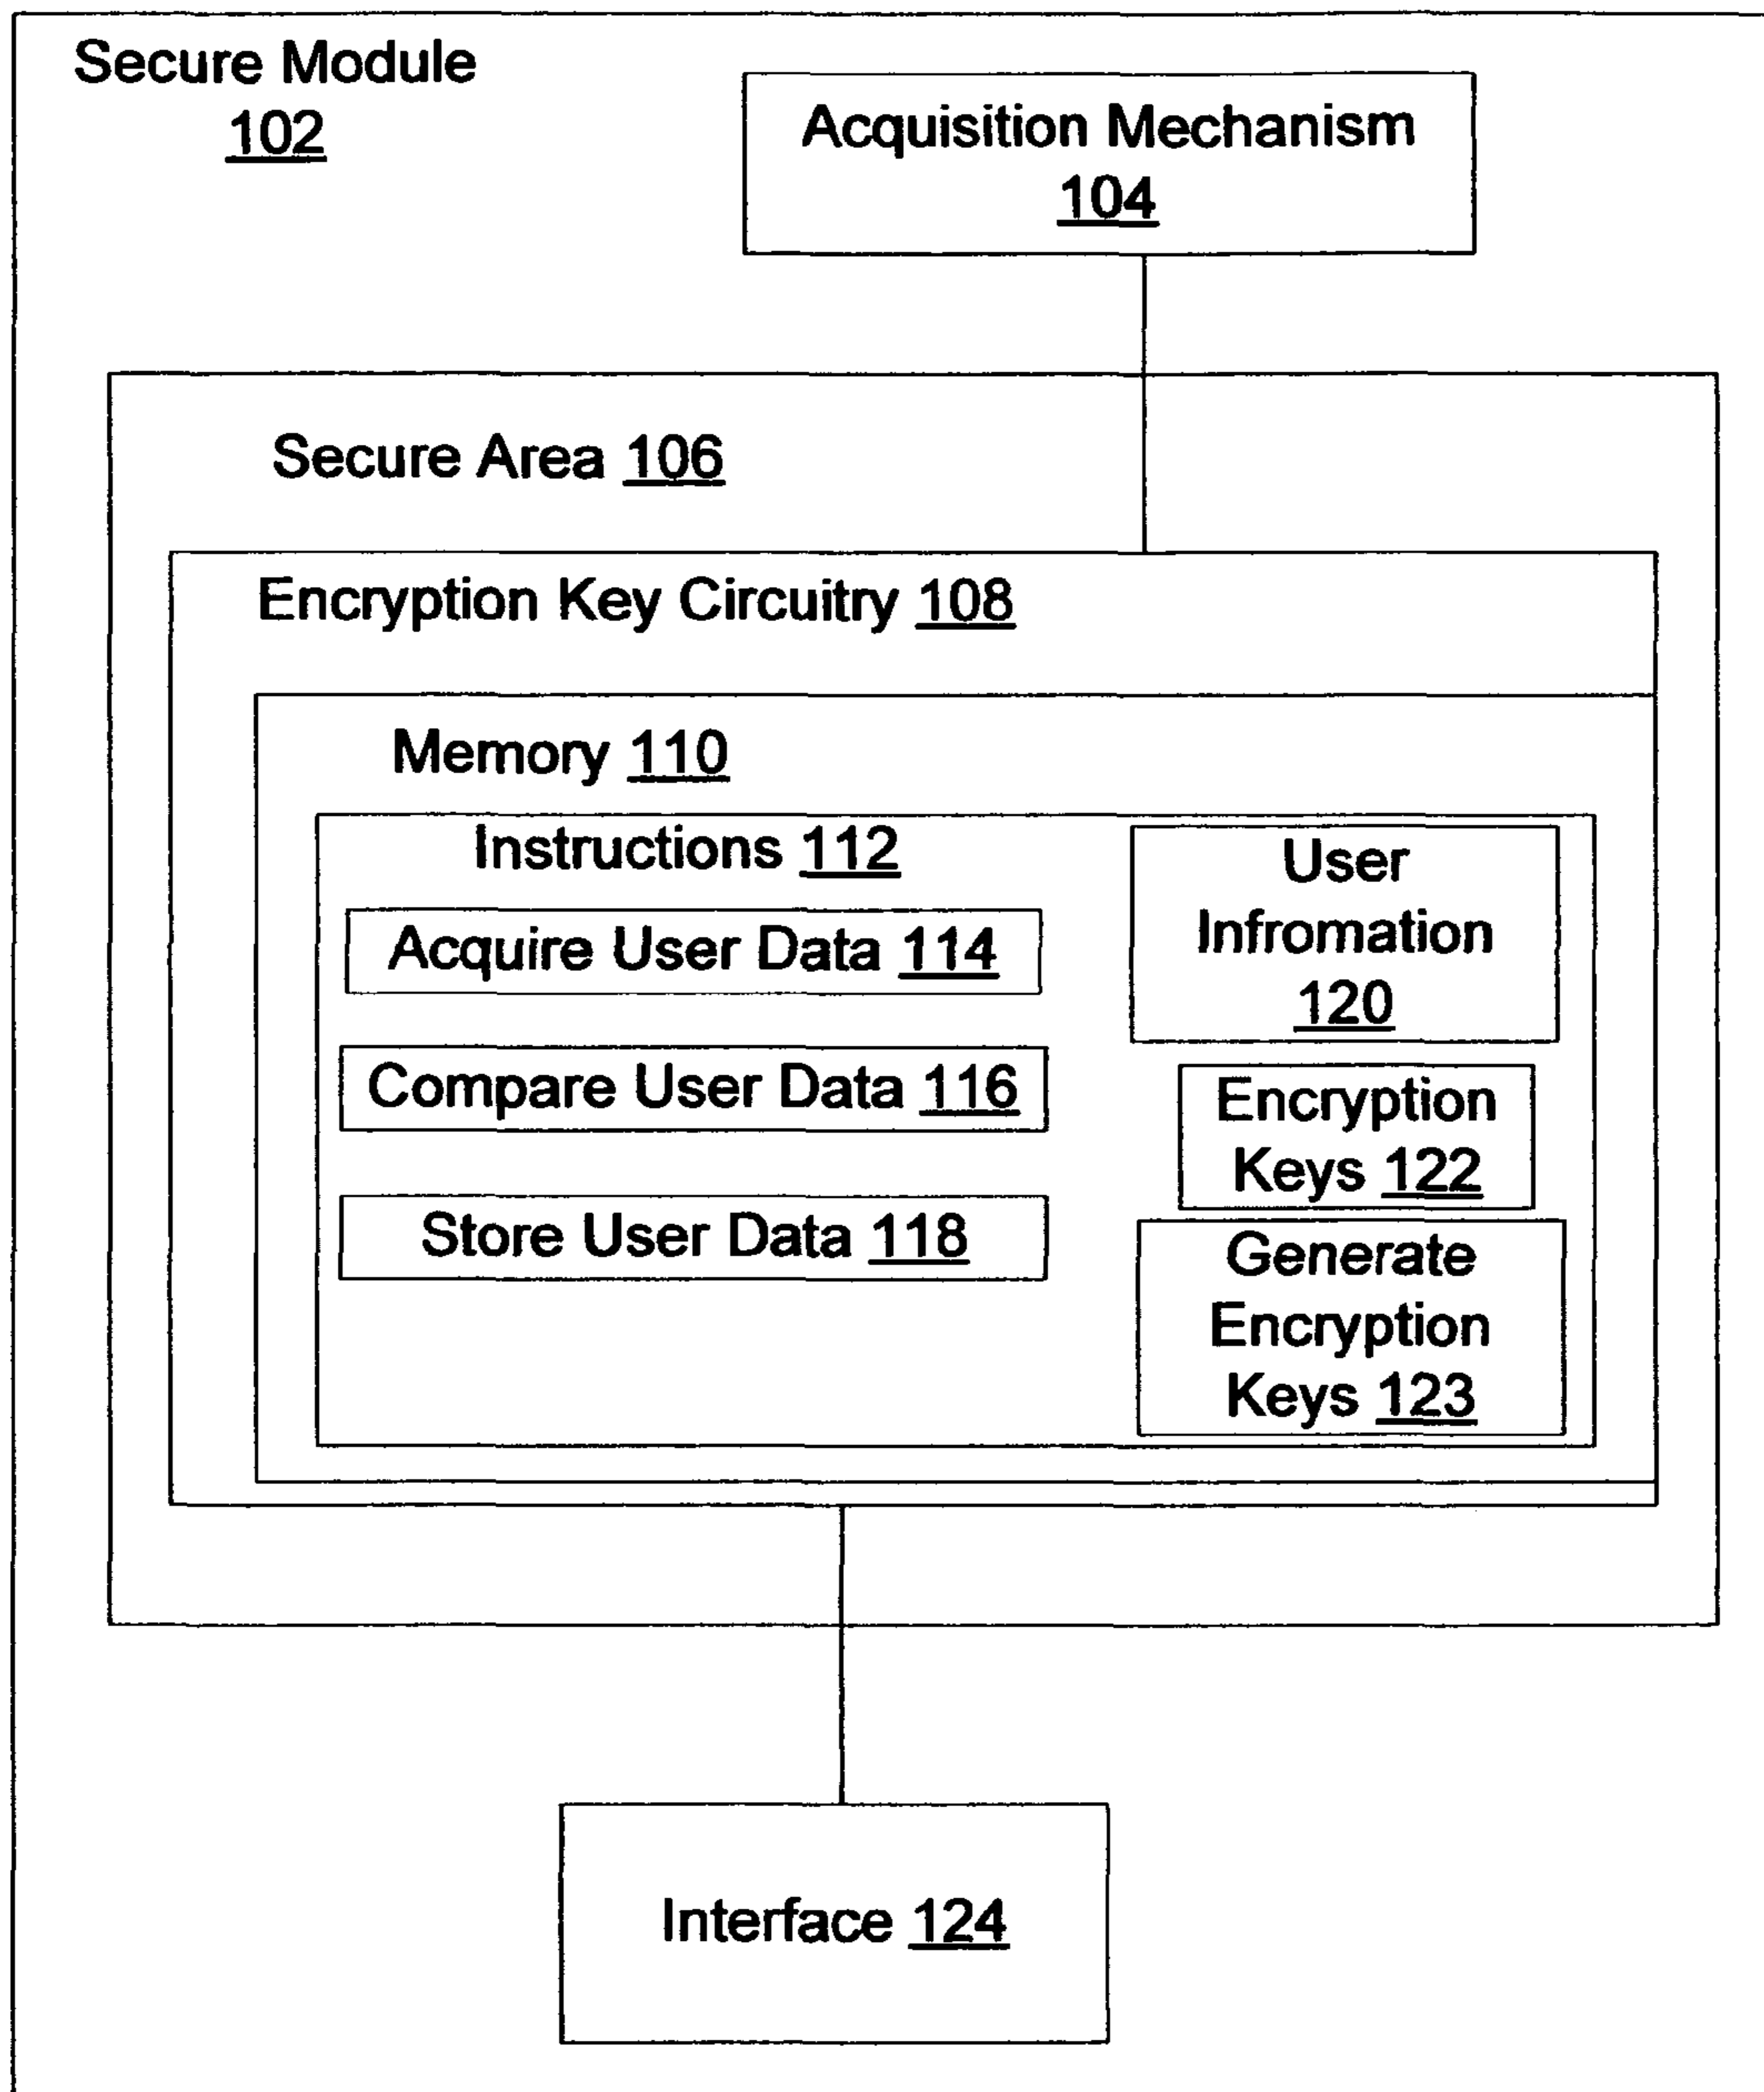 Secure Module
102
Acquisition Mechanism
104
Secure Area 106
Encryption Key Circuitry 108
Memory 110
Instructions 112
Acquire User Data 114
Compare User Data 116
Store User Data 118
User
Infromation
120
Encryption
Keys 122
Generate
Encryption
Keys 123
Interface 124